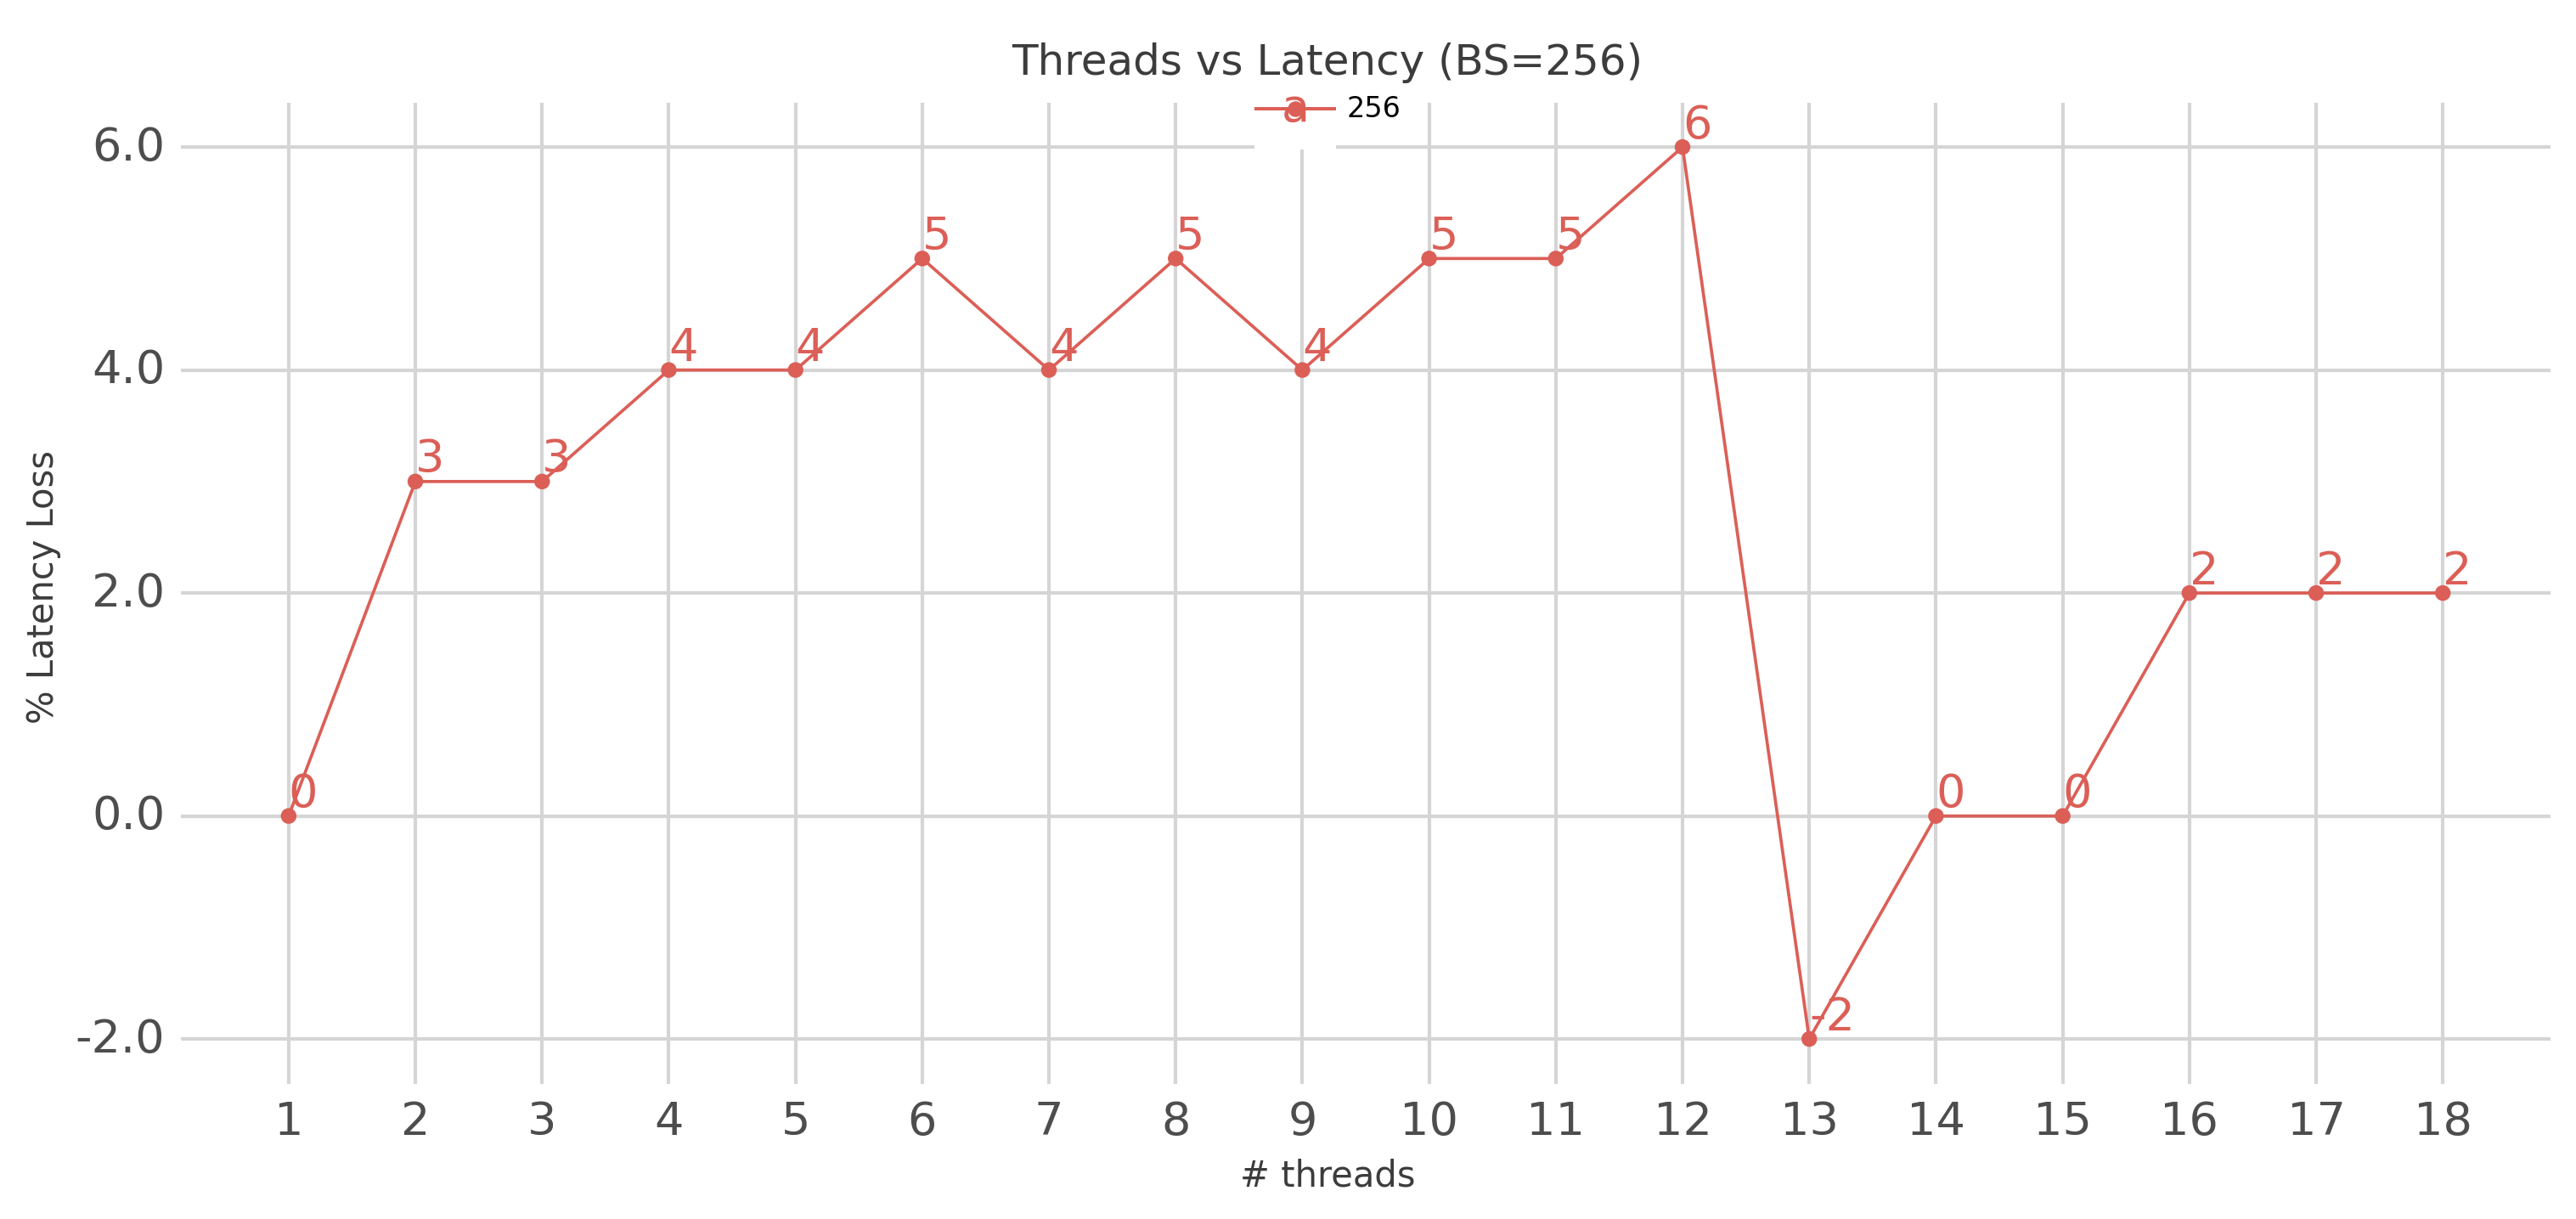 Threads vs Latency (BS=256)
a 256
6.0
4.0
2.0
0.0
-2.0
% Latency Loss
0 3 3 4 4 5 4 5 4 5 5 6 -2 0 0 2 2 2
1 2 3 4 5 6 7 8 9 10 11 12 13 14 15 16 17 18
# threads